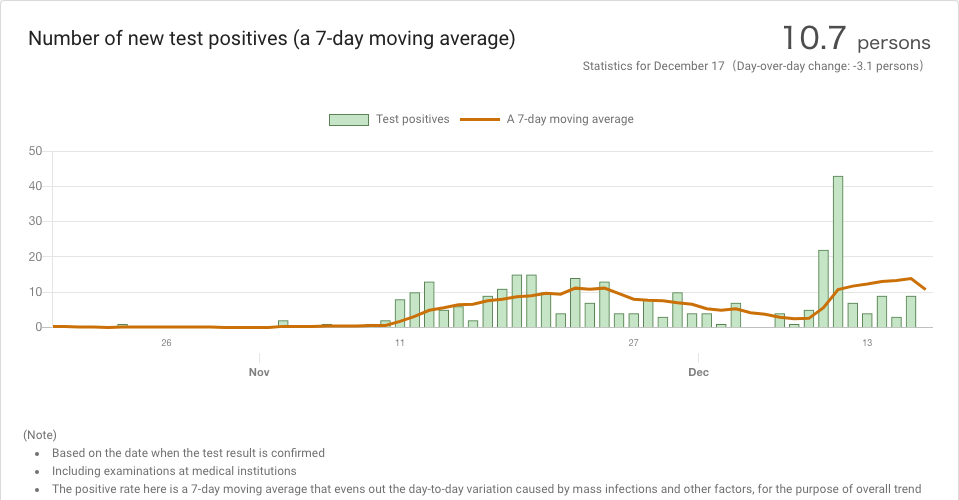 Number of new test positives (a 7-day moving average)
10.7 persons
Statistics for December 17（Day-over-day change: -3.1 persons）
Test positives A 7-day moving average
50
40
30
20
10
0
26 11 27 13
Nov Dec
(Note)
• Based on the date when the test result is confirmed
• Including examinations at medical institutions
• The positive rate here is a 7-day moving average that evens out the day-to-day variation caused by mass infections and other factors, for the purpose of overall trend